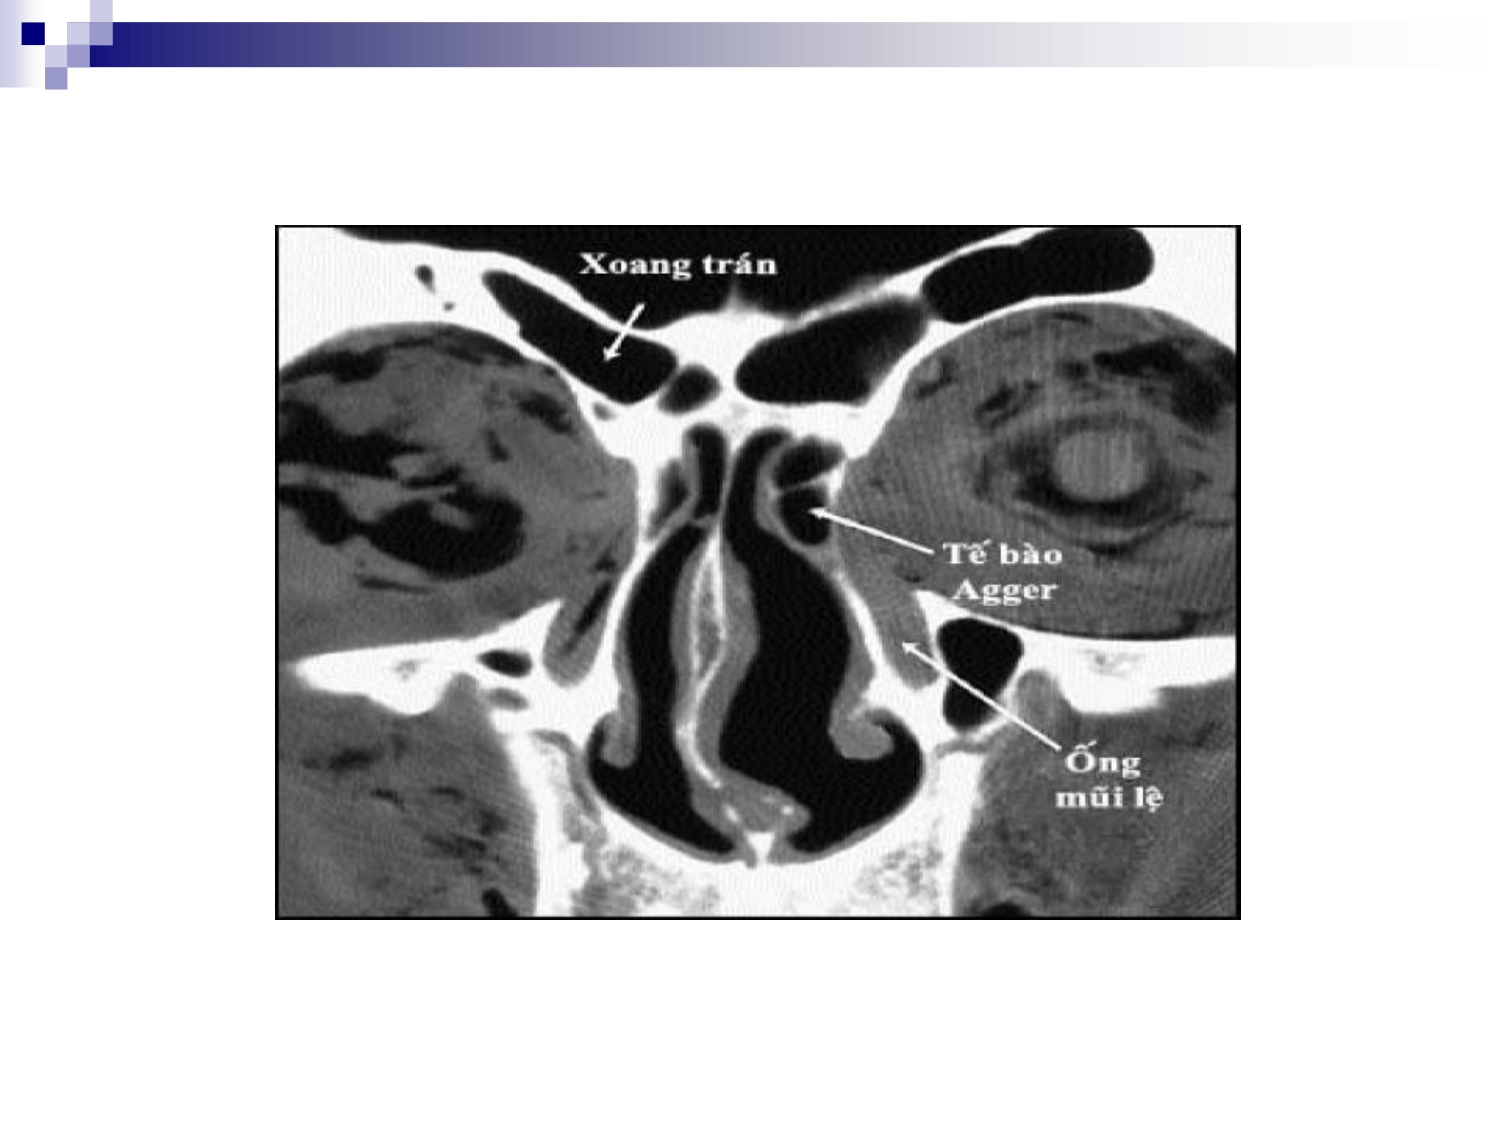 Xoang trán
Tế bào
Agger
Ống
mũi lệ